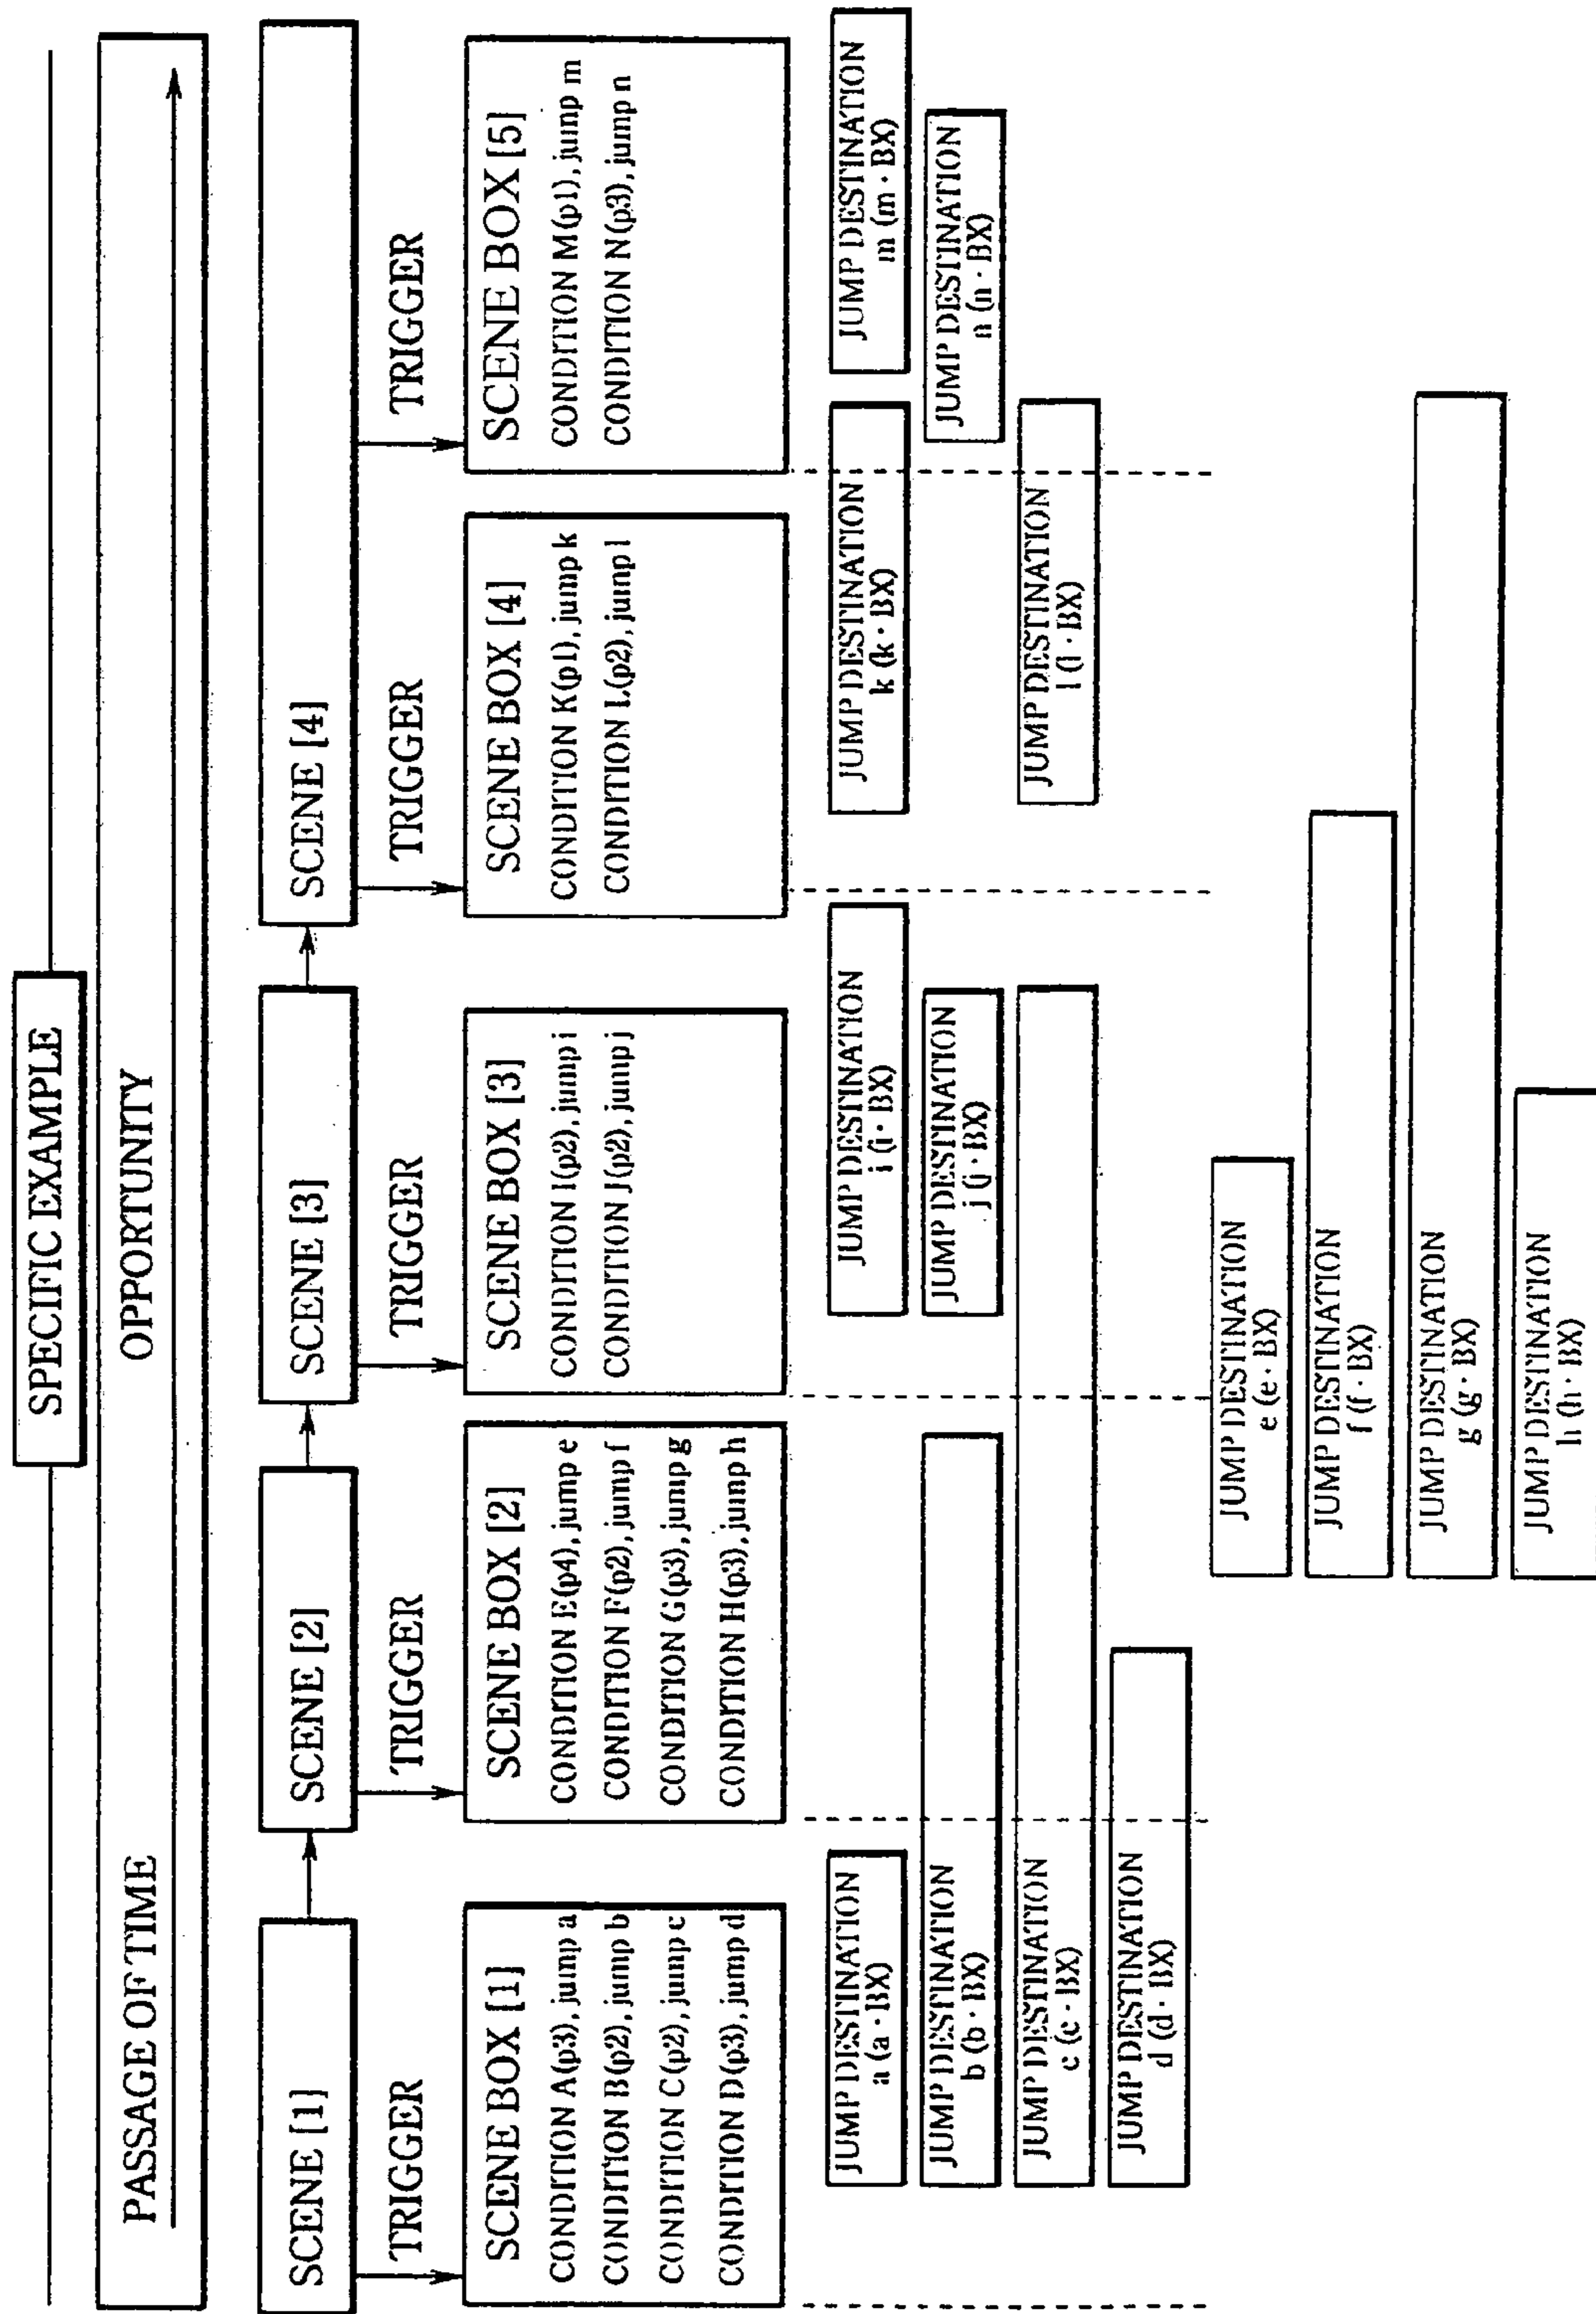 SPECIFIC EXAMPLE
PASSAGE OF TIME
OPPORTUNITY
SCENE [1]
SCENE [2]
SCENE [3]
SCENE [4]
TRIGGER
TRIGGER
TRIGGER
TRIGGER
TRIGGER
SCENE BOX [1]
CONDITION A(p3), jump a
CONDITION B(p2), jump b
CONDITION C(p2), jump c
CONDITION D(p3), jump d
SCENE BOX [2]
CONDITION E(p4), jump e
CONDITION F(p2), jump f
CONDITION G(p3), jump g
CONDITION H(p3), jump h
SCENE BOX [3]
CONDITION I(p2), jump i
CONDITION J(p2), jump j
SCENE BOX [4]
CONDITION K(p1), jump k
CONDITION L(p2), jump l
SCENE BOX [5]
CONDITION M(p1), jump m
CONDITION N(p3), jump n
JUMP DESTINATION
a (a · BX)
JUMP DESTINATION
b (b · BX)
JUMP DESTINATION
c (c · BX)
JUMP DESTINATION
d (d · BX)
JUMP DESTINATION
e (e · BX)
JUMP DESTINATION
f (f · BX)
JUMP DESTINATION
g (g · BX)
JUMP DESTINATION
h (h · BX)
JUMP DESTINATION
i (i · BX)
JUMP DESTINATION
j (j · BX)
JUMP DESTINATION
k (k · BX)
JUMP DESTINATION
l (l · BX)
JUMP DESTINATION
m (m · BX)
JUMP DESTINATION
n (n · BX)